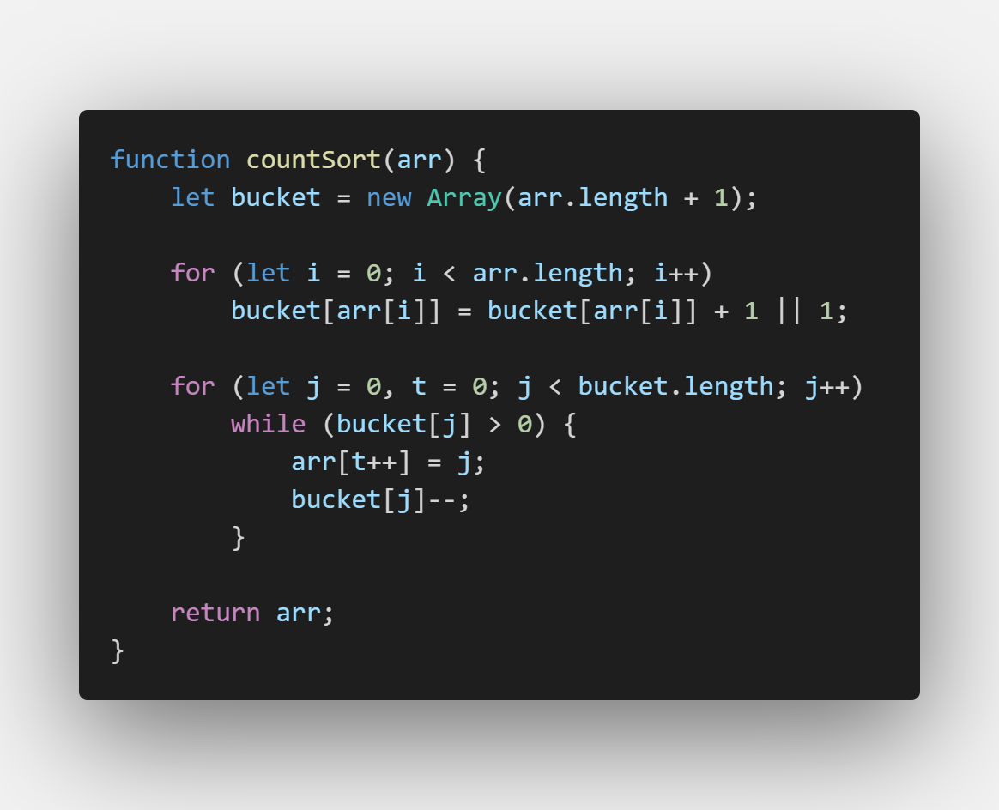 function countSort(arr) {
    let bucket = new Array(arr.length + 1);

    for (let i = 0; i < arr.length; i++)
        bucket[arr[i]] = bucket[arr[i]] + 1 || 1;

    for (let j = 0, t = 0; j < bucket.length; j++)
        while (bucket[j] > 0) {
            arr[t++] = j;
            bucket[j]--;
        }

    return arr;
}